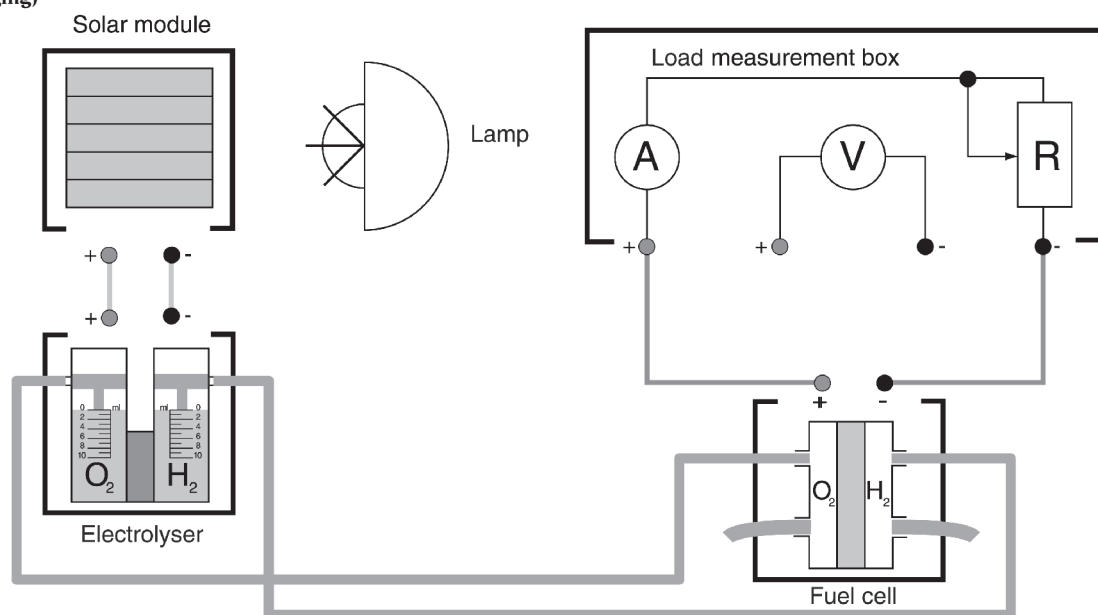 Solar module
Lamp
Load measurement box
A
V
R
+
+
-
-
+ -
+ -
+ -
0 ml
2
4
6
8
10
O2
ml 0
2
4
6
8
10
H2
Electrolyser
O2
H2
Fuel cell